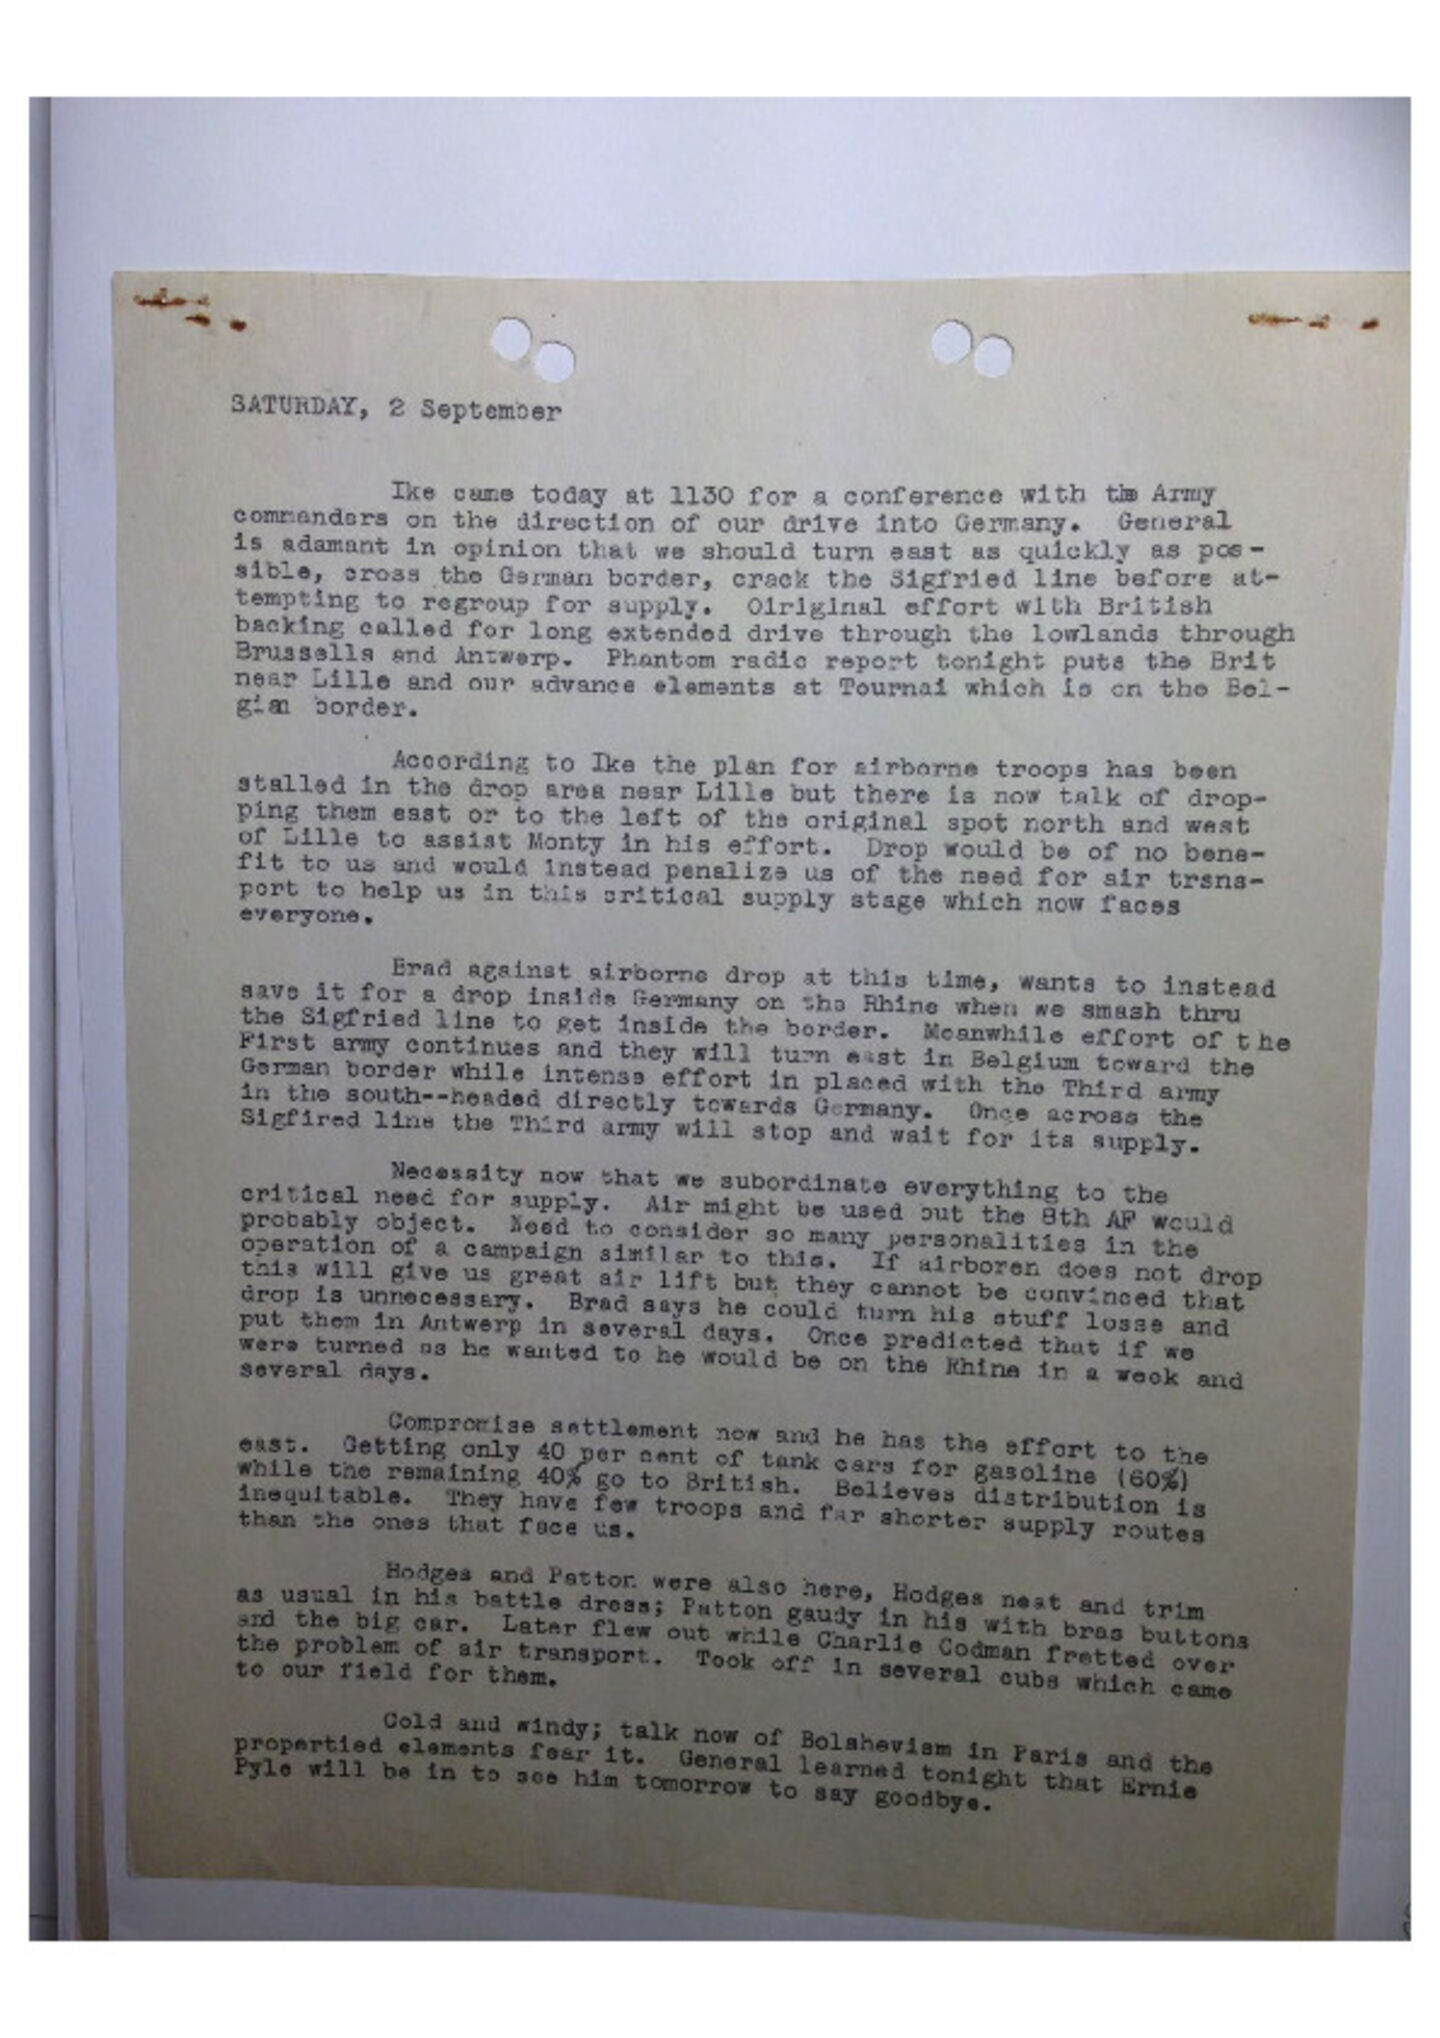 SATURDAY, 2 September
Ike came today at 1130 for a conference with the Army
commanders on the direction of our drive into Germany. General
is adamant in opinion that we should turn east as quickly as pos-
sible, cross the German border, crack the Sigfried line before at-
tempting to regroup for supply. Oiriginal effort with British
backing called for long extended drive through the lowlands through
Brussells and Antwerp. Phantom radio report tonight puts the Brit
near Lille and our advance elements at Tournai which is on the Bel-
gian border.
According to Ike the plan for airborne troops has been
stalled in the drop area near Lille but there is now talk of drop-
ping them east or to the left of the original spot north and west
of Lille to assist Monty in his effort. Drop would be of no bene-
fit to us and would instead penalize us of the need for air trsns-
port to help us in this critical supply stage which now faces
everyone.
Brad against airborne drop at this time, wants to instead
save it for a drop inside Germany on the Rhine when we smash thru
the Sigfried line to get inside the border. Meanwhile effort of the
First army continues and they will turn east in Belgium toward the
German border while intense effort in placed with the Third army
in the south--headed directly towards Germany. Once across the
Sigfired line the Third army will stop and wait for its supply.
Necessity now that we subordinate everything to the
critical need for supply. Air might be used but the 8th AF would
probably object. Need to consider so many personalities in the
operation of a campaign similar to this. If airboren does not drop
this will give us great air lift but they cannot be convinced that
drop is unnecessary. Brad says he could turn his stuff losse and
put them in Antwerp in several days. Once predicted that if we
were turned as he wanted to he would be on the Rhine in a week and
several days.
Compromise settlement now and he has the effort to the
east. Getting only 40 per cent of tank cars for gasoline (60%)
while the remaining 40% go to British. Believes distribution is
inequitable. They have few troops and far shorter supply routes
than the ones that face us.
Hodges and Patton were also here, Hodges neat and trim
as usual in his battle dress; Patton gaudy in his with bras buttons
and the big car. Later flew out while Charlie Codman fretted over
the problem of air transport. Took off in several cubs which came
to our field for them.
Cold and windy; talk now of Bolshevism in Paris and the
propertied elements fear it. General learned tonight that Ernie
Pyle will be in to see him tomorrow to say goodbye.